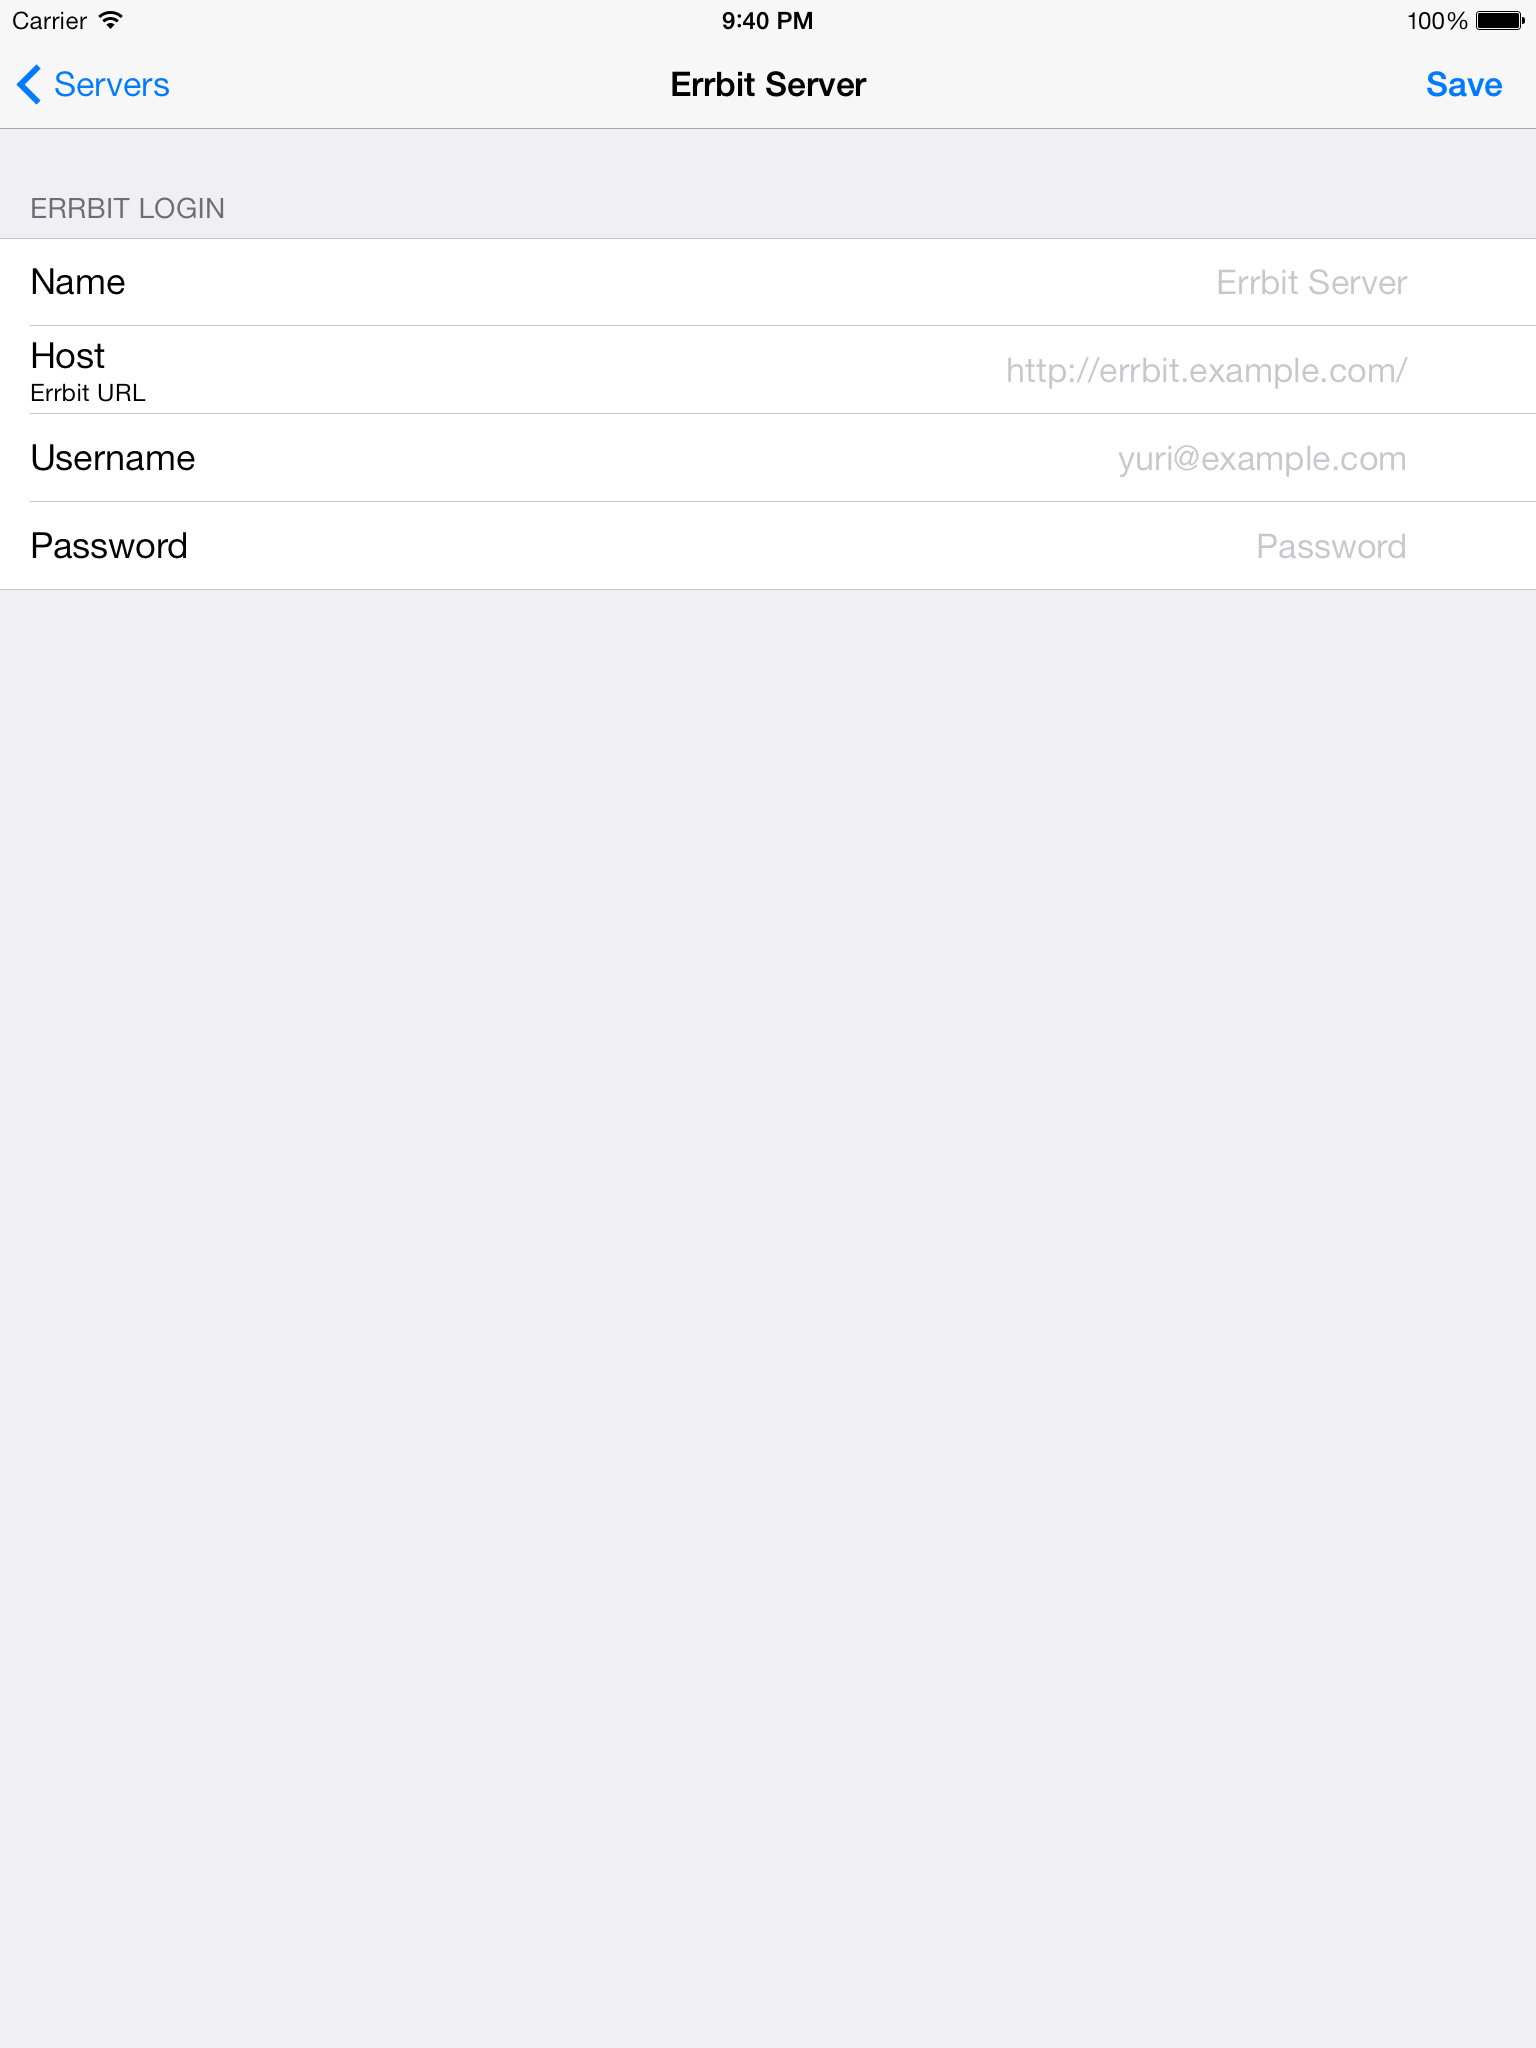 Carrier 9:40 PM 100%
Servers Errbit Server Save
ERRBIT LOGIN
Name Errbit Server
Host http://errbit.example.com/
Errbit URL
Username yuri@example.com
Password Password